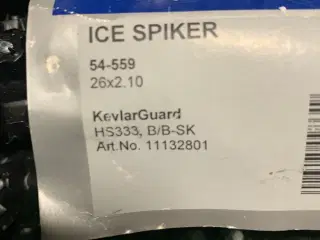 ICE SPIKER
54-559
26x2.10
KevlarGuard
HS333, B/B-SK
Art.No. 11132801